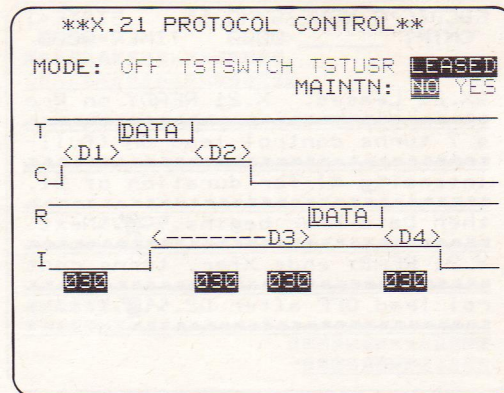 **X.21 PROTOCOL CONTROL**
MODE: OFF TSTSWTCH TSTUSR LEASED
MAINTN: NO YES
T DATA
<D1> <D2>
C
R DATA
<--------D3> <D4>
I
030 030 030 030